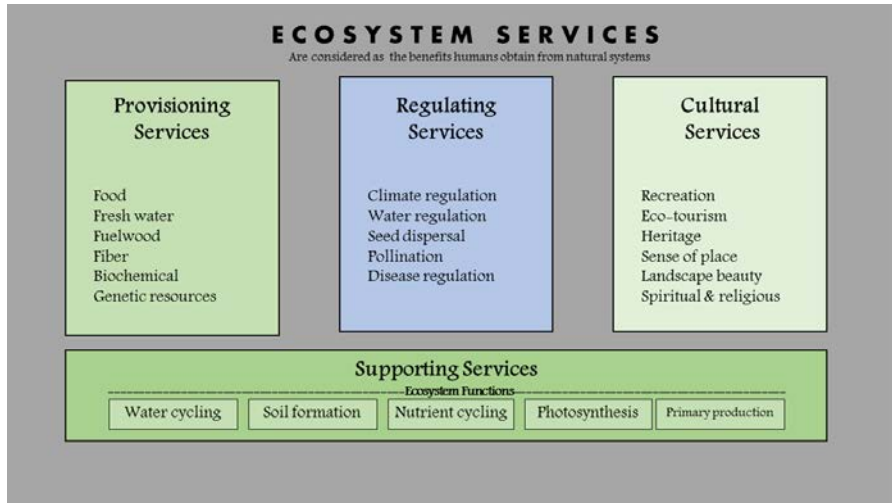 ECOSYSTEM SERVICES
Are considered as the benefits humans obtain from natural systems
Provisioning
Services
Food
Fresh water
Fuelwood
Fiber
Biochemical
Genetic resources
Regulating
Services
Climate regulation
Water regulation
Seed dispersal
Pollination
Disease regulation
Cultural
Services
Recreation
Eco-tourism
Heritage
Sense of place
Landscape beauty
Spiritual & religious
Supporting Services
Ecosystem Functions
Water cycling
Soil formation
Nutrient cycling
Photosynthesis
Primary production